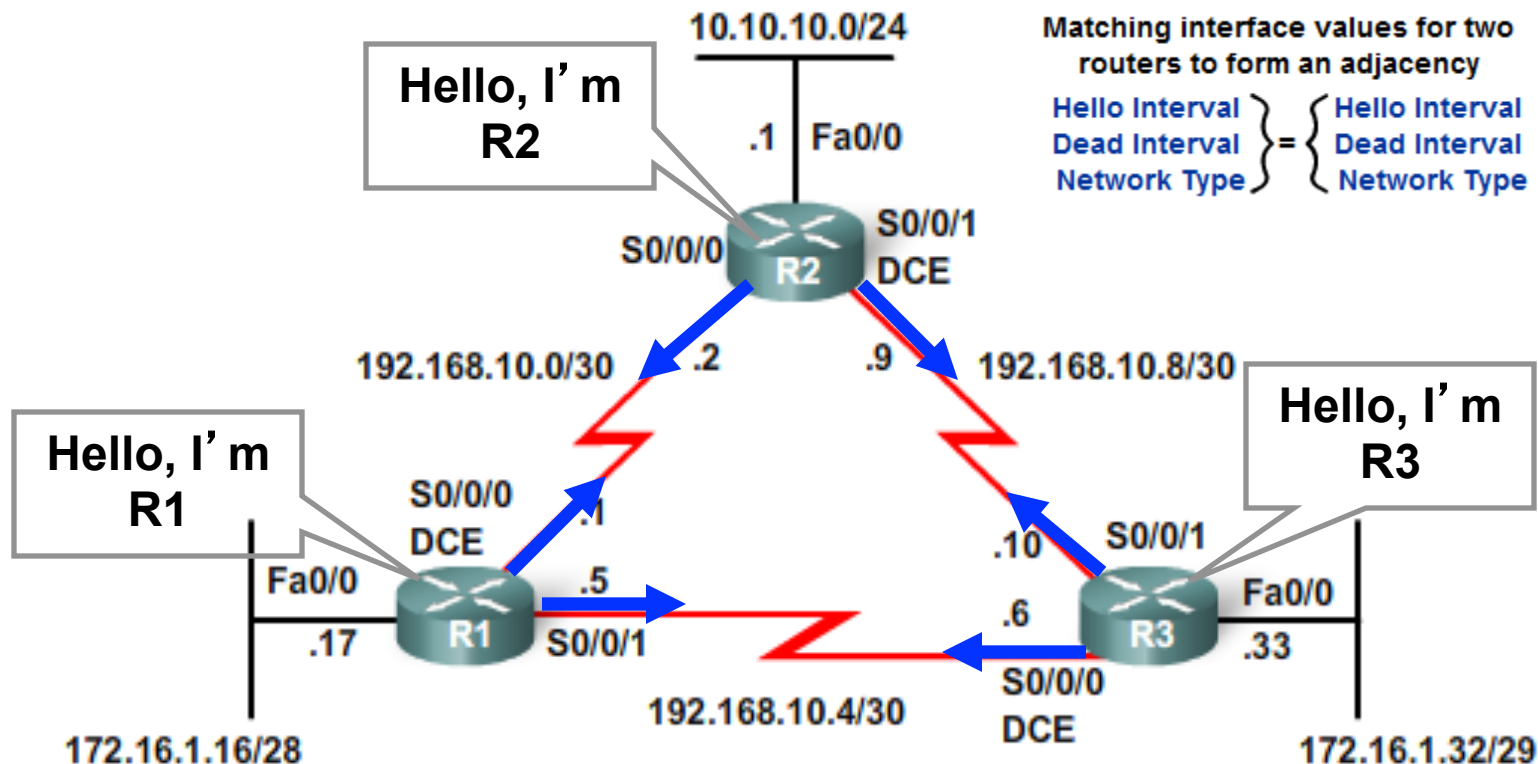 10.10.10.0/24
Matching interface values for two
routers to form an adjacency
Hello Interval
Dead Interval
Network Type
=
Hello Interval
Dead Interval
Network Type
Hello, I’m
R2
.1
Fa0/0
S0/0/0
R2
S0/0/1
DCE
192.168.10.0/30
.2
.9
192.168.10.8/30
Hello, I’m
R1
Hello, I’m
R3
S0/0/0
DCE
.1
.10
S0/0/1
Fa0/0
.17
R1
.5
S0/0/1
.6
R3
Fa0/0
.33
S0/0/0
DCE
192.168.10.4/30
172.16.1.16/28
172.16.1.32/29